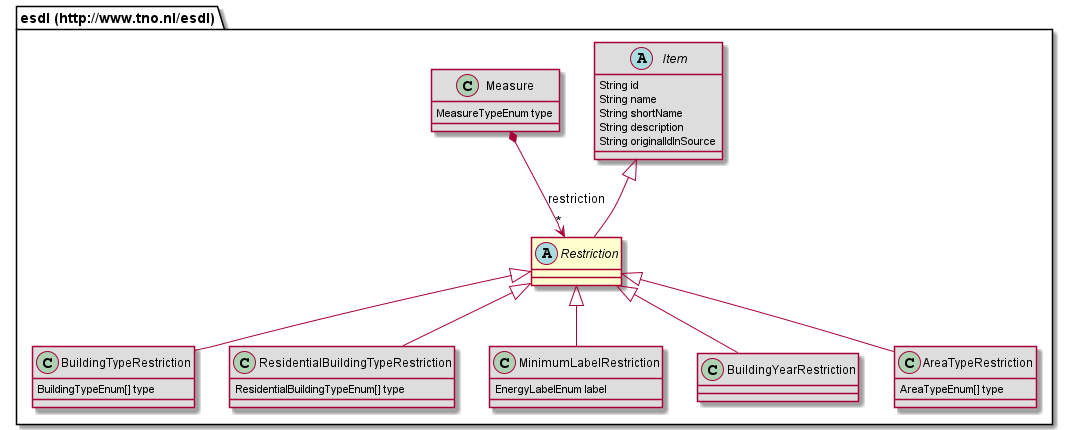 esdl (http://www.tno.nl/esdl)
A Item
String id
String name
String shortName
String description
String originalIdInSource
C Measure
MeasureTypeEnum type
restriction
*
A Restriction
C BuildingTypeRestriction
BuildingTypeEnum[] type
C ResidentialBuildingTypeRestriction
ResidentialBuildingTypeEnum[] type
C MinimumLabelRestriction
EnergyLabelEnum label
C BuildingYearRestriction
C AreaTypeRestriction
AreaTypeEnum[] type